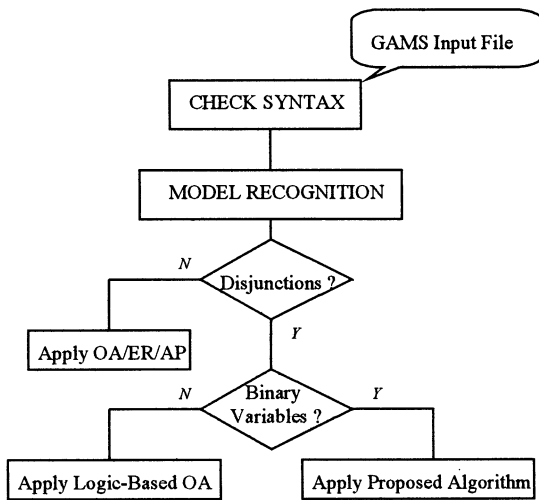 GAMS Input File
CHECK SYNTAX
MODEL RECOGNITION
N
Disjunctions ?
Apply OA/ER/AP
Y
N
Binary
Variables ?
Y
Apply Logic-Based OA
Apply Proposed Algorithm